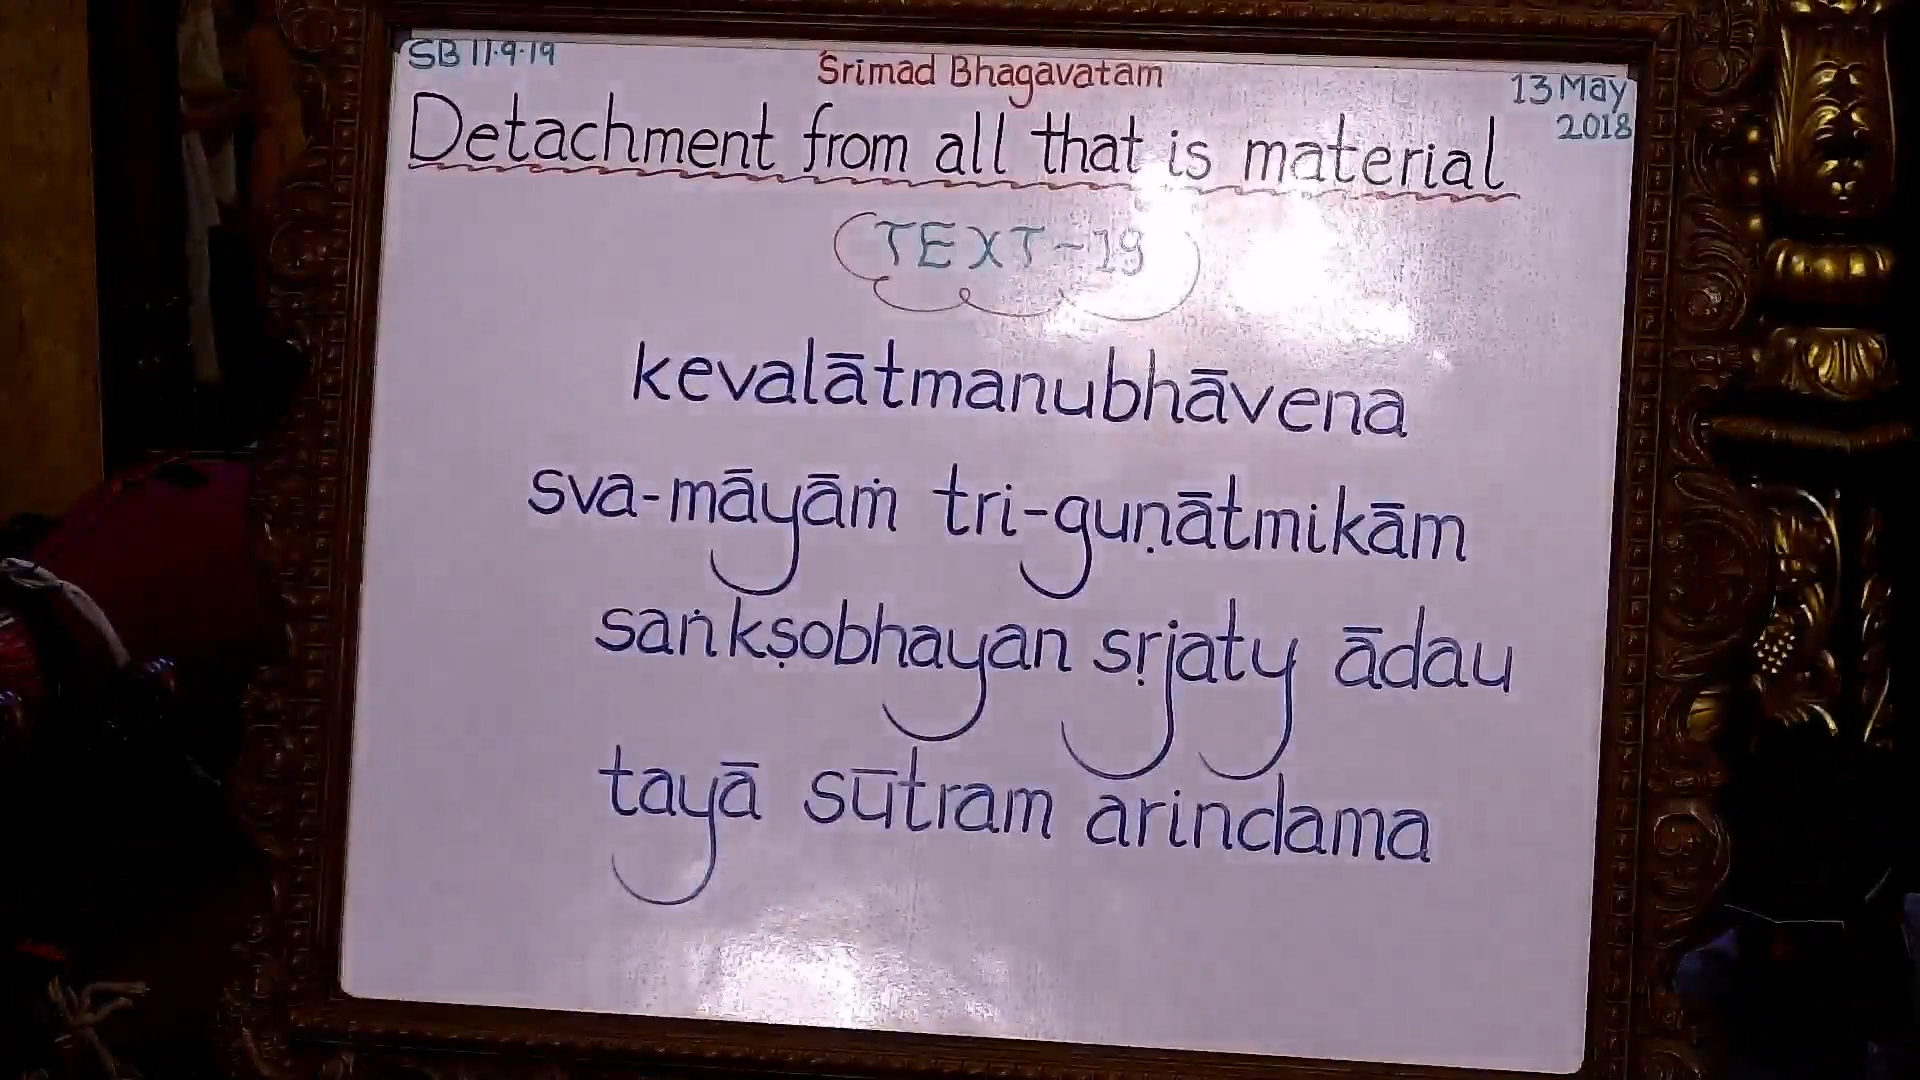 SB 11.9.19
Srimad Bhagavatam
13 May
2018
Detachment from all that is material
TEXT-19
kevalātmanubhāvena
sva-māyāṁ tri-guṇātmikām
saṅkṣobhayan sṛjaty ādau
tayā sūtram arindama